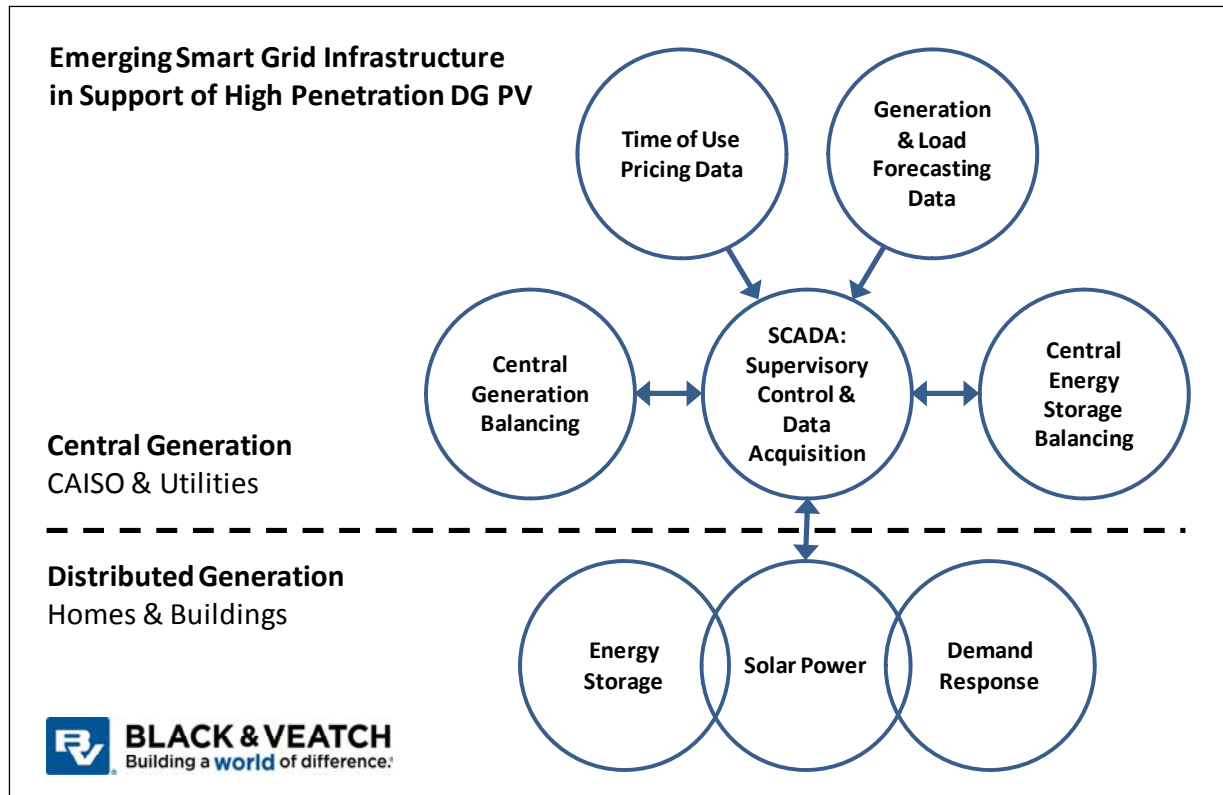 Emerging Smart Grid Infrastructure
in Support of High Penetration DG PV
Time of Use
Pricing Data
Generation
& Load
Forecasting
Data
Central
Generation
Balancing
SCADA:
Supervisory
Control &
Data
Acquisition
Central
Energy
Storage
Balancing
Central Generation
CAISO & Utilities
Distributed Generation
Homes & Buildings
Energy
Storage
Solar Power
Demand
Response
BV
BLACK & VEATCH
Building a world of difference.